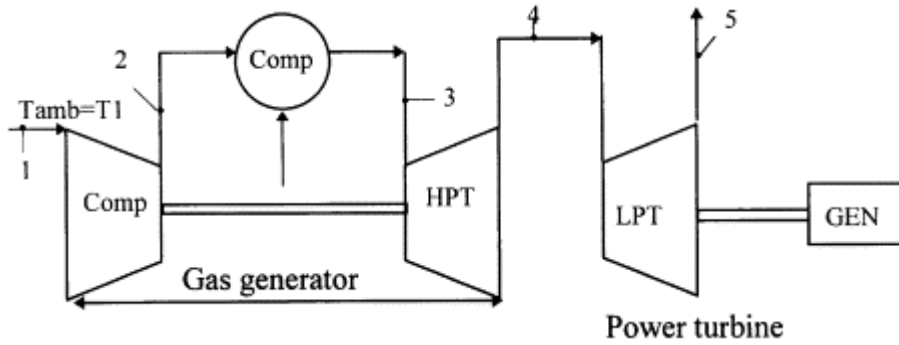 4
5
2
Comp
3
Tamb=T1
1
Comp
HPT
LPT
GEN
Gas generator
Power turbine